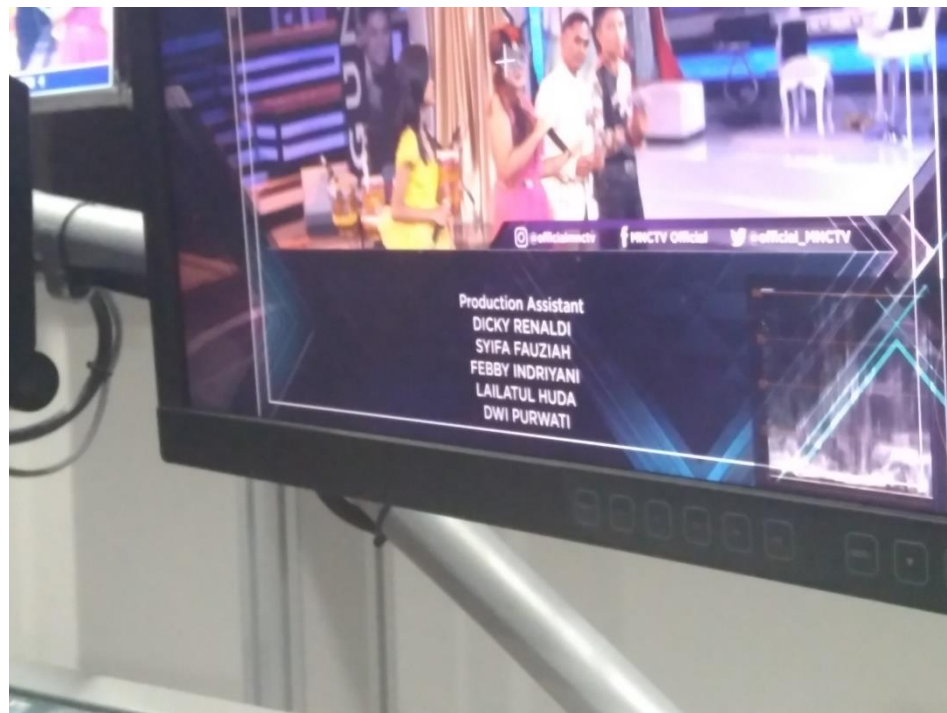 @officialmnctv
MNCTV Official
@official_MNCTV
Production Assistant
DICKY RENALDI
SYIFA FAUZIAH
FEBBY INDRIYANI
LAILATUL HUDA
DWI PURWATI